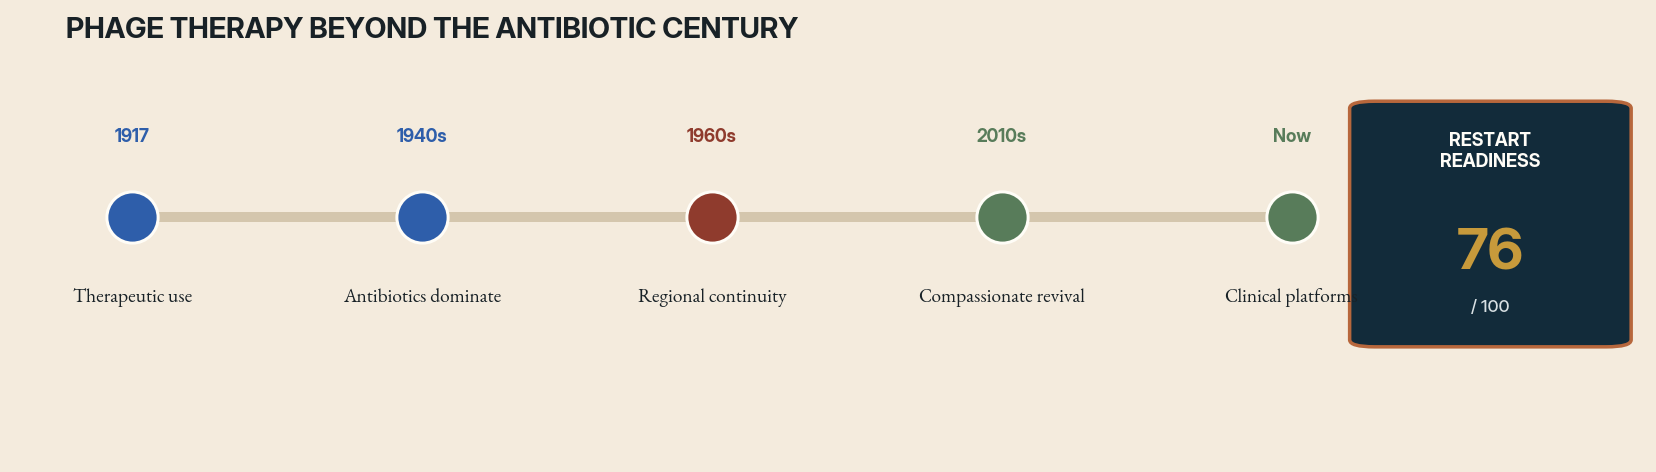 PHAGE THERAPY BEYOND THE ANTIBIOTIC CENTURY
1917
1940s
1960s
2010s
Now
Therapeutic use
Antibiotics dominate
Regional continuity
Compassionate revival
Clinical platform
RESTART
READINESS
76
/ 100